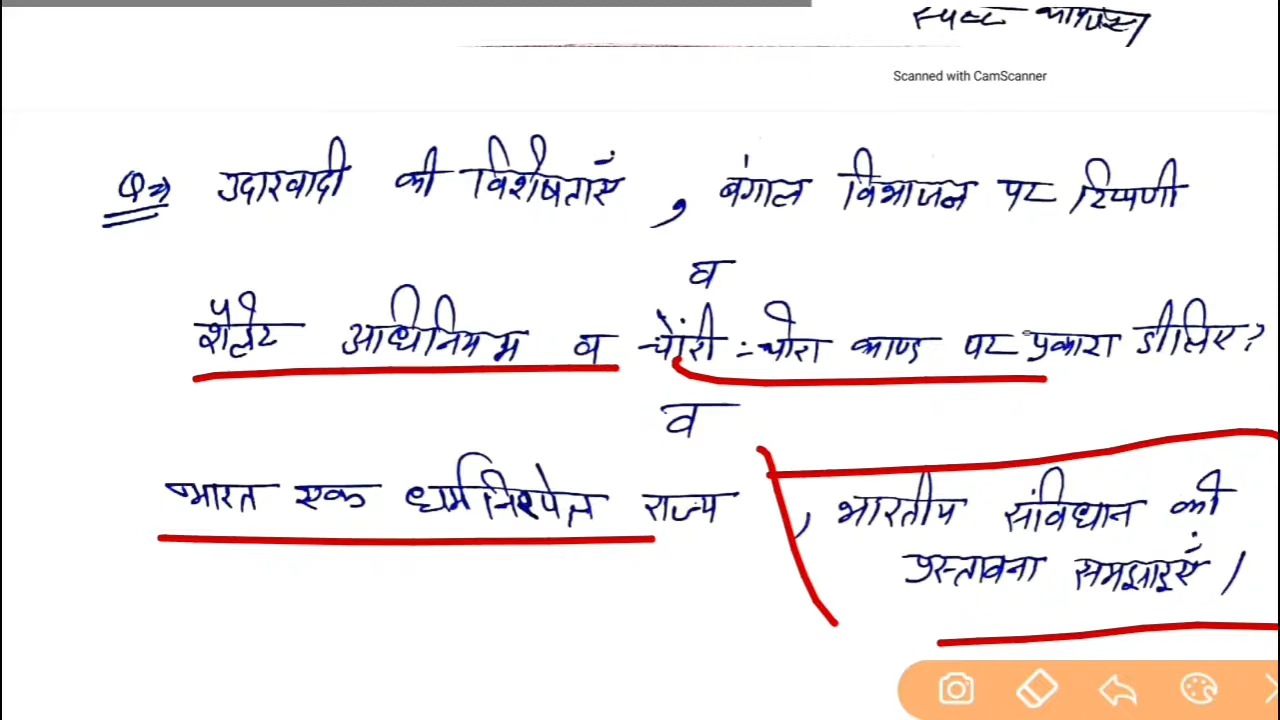 स्पष्ट कीजिए।
Scanned with CamScanner
Q⇒ उदारवादी की विशेषताएँ , बंगाल विभाजन पर टिप्पणी
व
रौलेट अधिनियम व चौरी-चौरा काण्ड पर प्रकाश डालिए?
व
भारत एक धर्मनिरपेक्ष राज्य , भारतीय संविधान की
प्रस्तावना समझाइएँ।